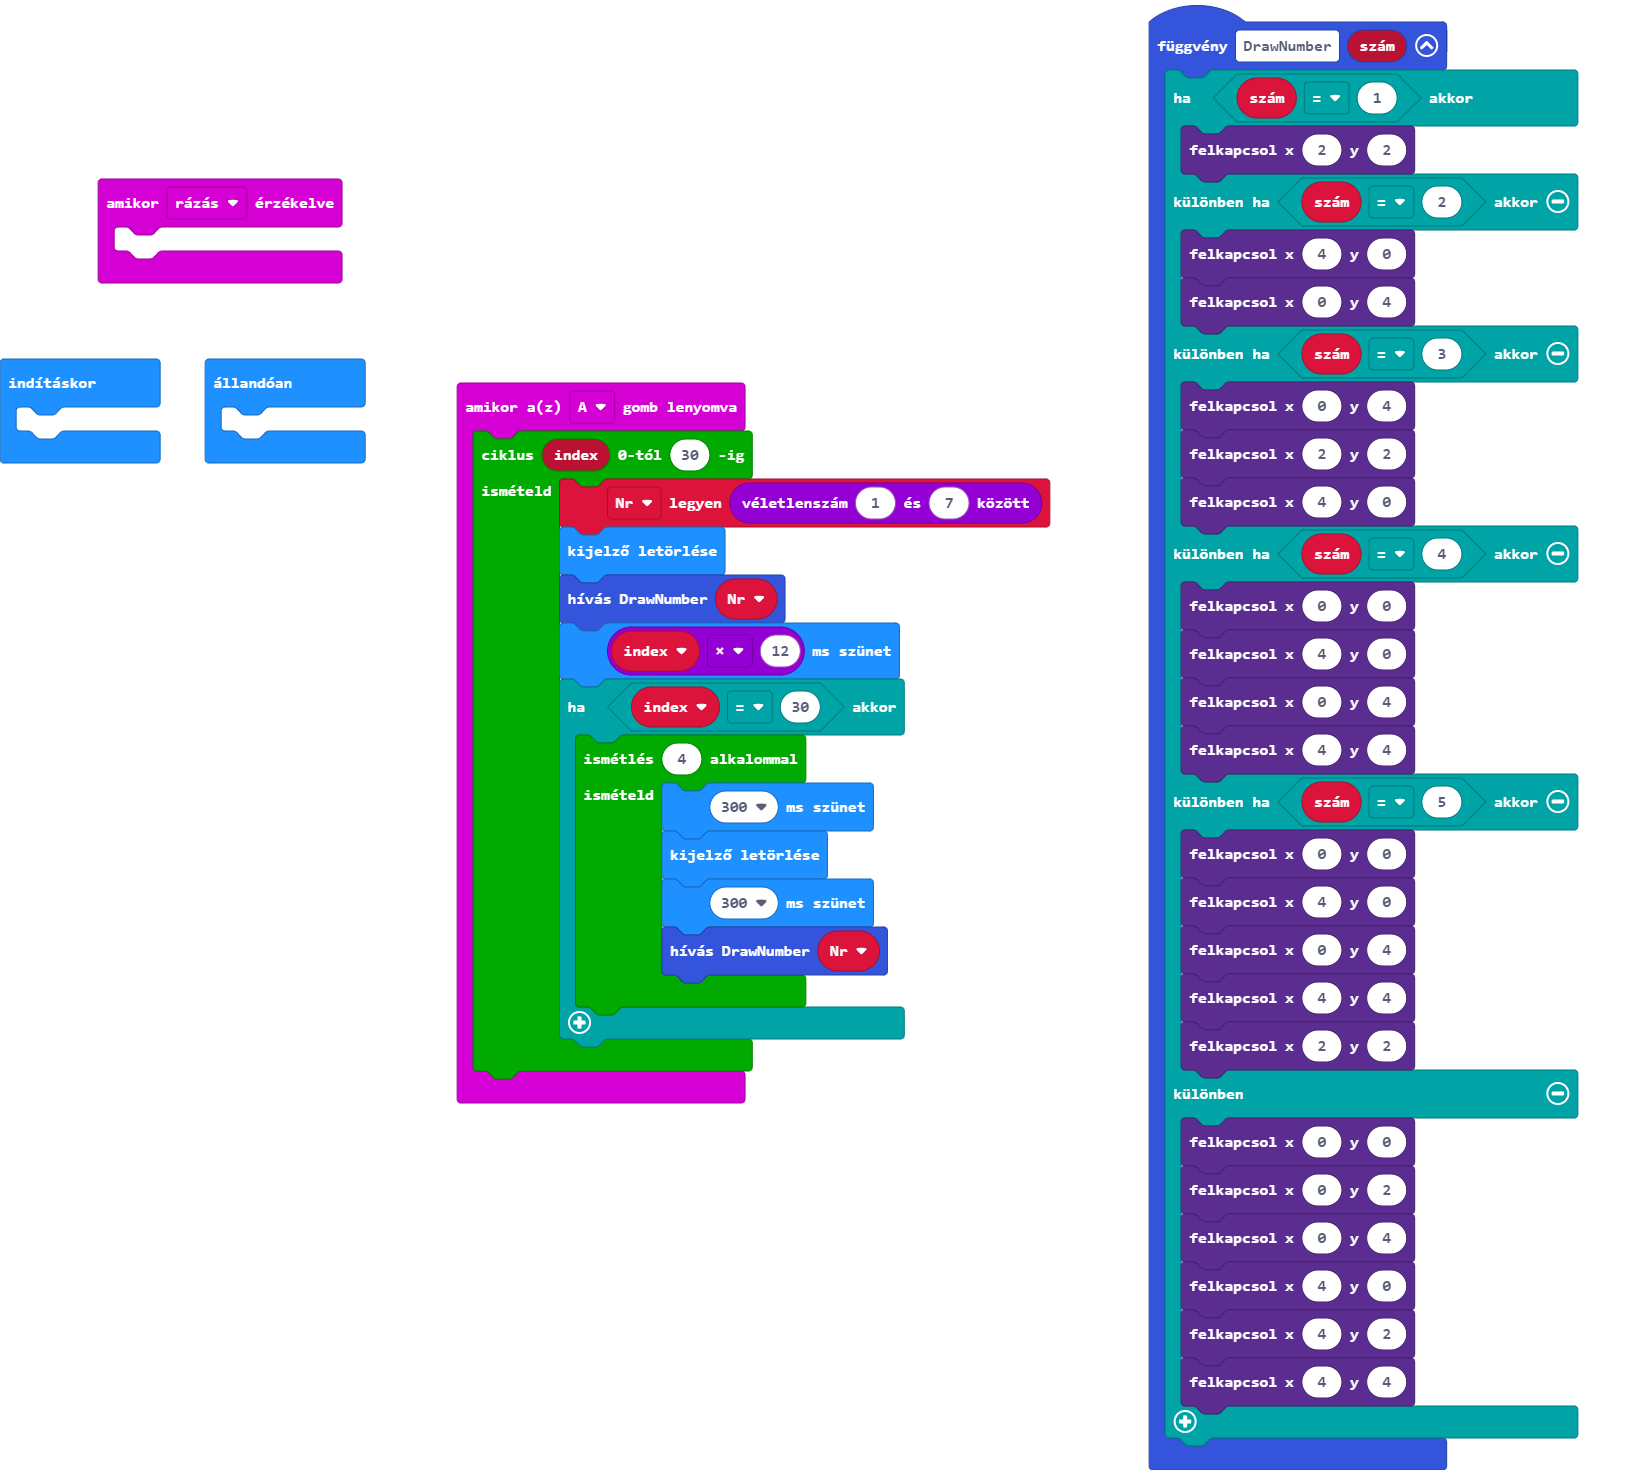 amikor rázás érzékelve
indításkor
állandóan
amikor a(z) A gomb lenyomva
ciklus index 0-tól 30 -ig
ismételd
Nr legyen véletlenszám 1 és 7 között
kijelző letörlése
hívás DrawNumber Nr
index × 12 ms szünet
ha index = 30 akkor
ismétlés 4 alkalommal
ismételd
300 ms szünet
kijelző letörlése
300 ms szünet
hívás DrawNumber Nr
függvény DrawNumber szám
ha szám = 1 akkor
felkapcsol x 2 y 2
különben ha szám = 2 akkor
felkapcsol x 4 y 0
felkapcsol x 0 y 4
különben ha szám = 3 akkor
felkapcsol x 0 y 4
felkapcsol x 2 y 2
felkapcsol x 4 y 0
különben ha szám = 4 akkor
felkapcsol x 0 y 0
felkapcsol x 4 y 0
felkapcsol x 0 y 4
felkapcsol x 4 y 4
különben ha szám = 5 akkor
felkapcsol x 0 y 0
felkapcsol x 4 y 0
felkapcsol x 0 y 4
felkapcsol x 4 y 4
felkapcsol x 2 y 2
különben
felkapcsol x 0 y 0
felkapcsol x 0 y 2
felkapcsol x 0 y 4
felkapcsol x 4 y 0
felkapcsol x 4 y 2
felkapcsol x 4 y 4